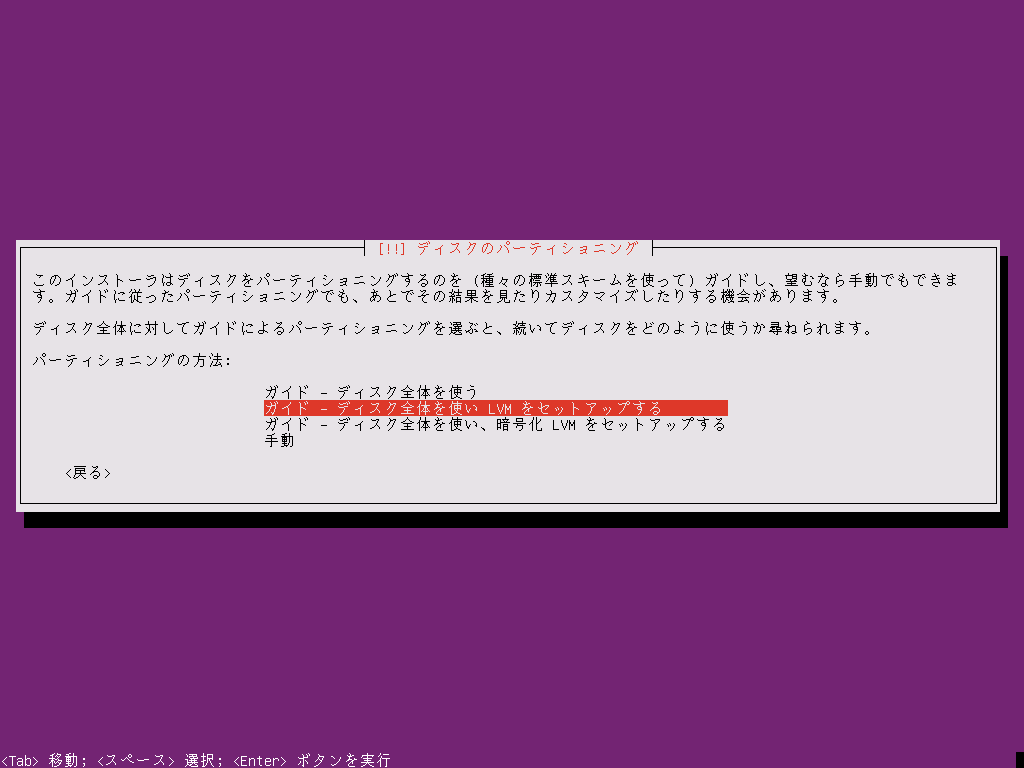 [!!] ディスクのパーティショニング
このインストーラはディスクをパーティショニングするのを (種々の標準スキームを使って) ガイドし、望むなら手動でもできま
す。ガイドに従ったパーティショニングでも、あとでその結果を見たりカスタマイズしたりする機会があります。
ディスク全体に対してガイドによるパーティショニングを選ぶと、続いてディスクをどのように使うか尋ねられます。
パーティショニングの方法:
ガイド - ディスク全体を使う
ガイド - ディスク全体を使い LVM をセットアップする
ガイド - ディスク全体を使い、暗号化 LVM をセットアップする
手動
<戻る>
<Tab> 移動; <スペース> 選択; <Enter> ボタンを実行